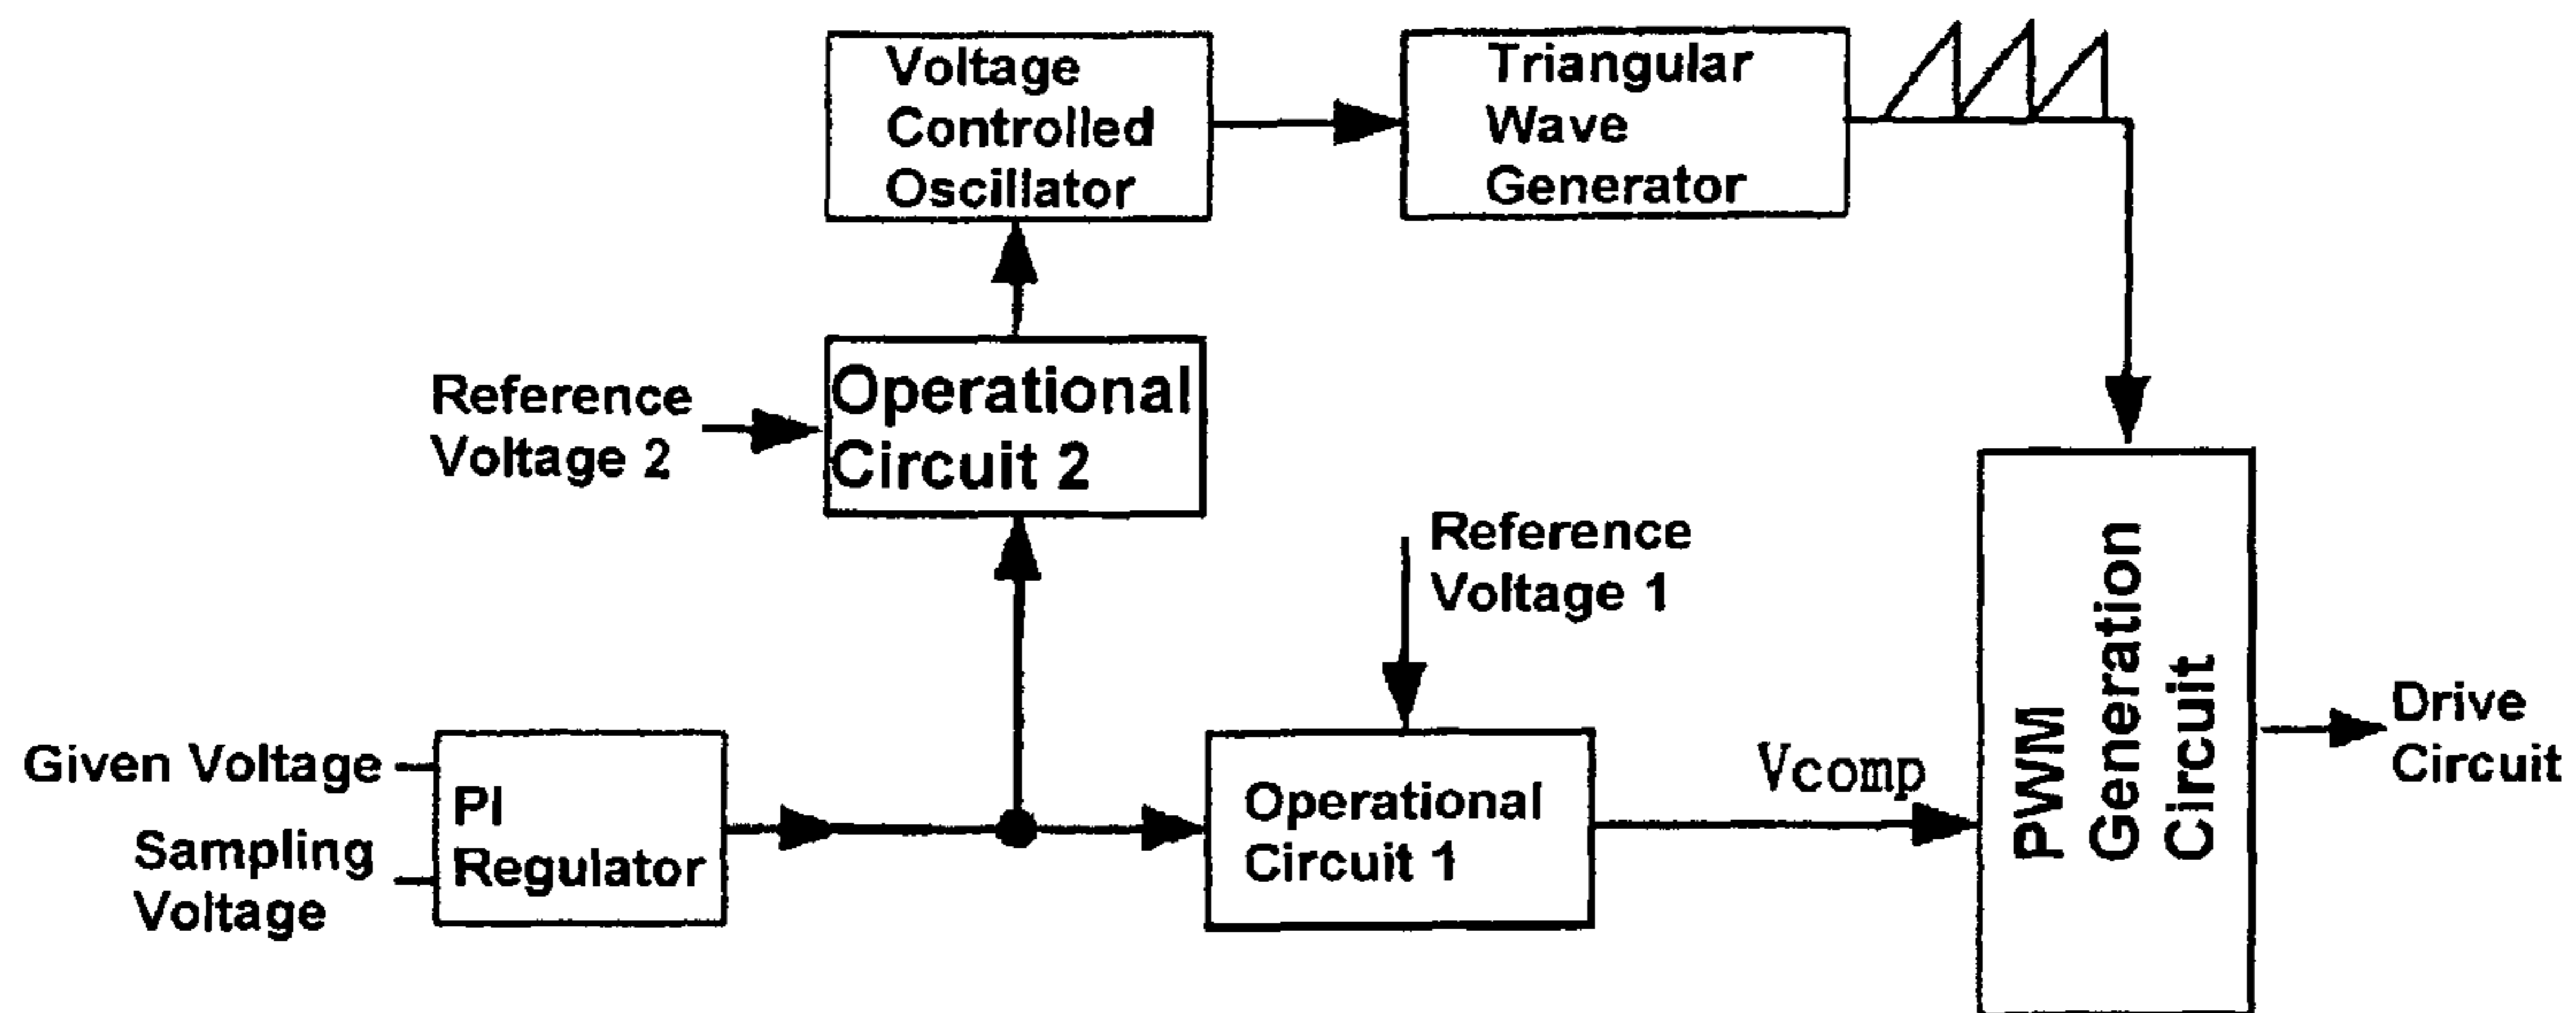 Voltage
Controlled
Oscillator
Triangular
Wave
Generator
Reference
Voltage 2
Operational
Circuit 2
Reference
Voltage 1
Given Voltage
Sampling
Voltage
PI
Regulator
Operational
Circuit 1
Vcomp
PWM
Generation
Circuit
Drive
Circuit